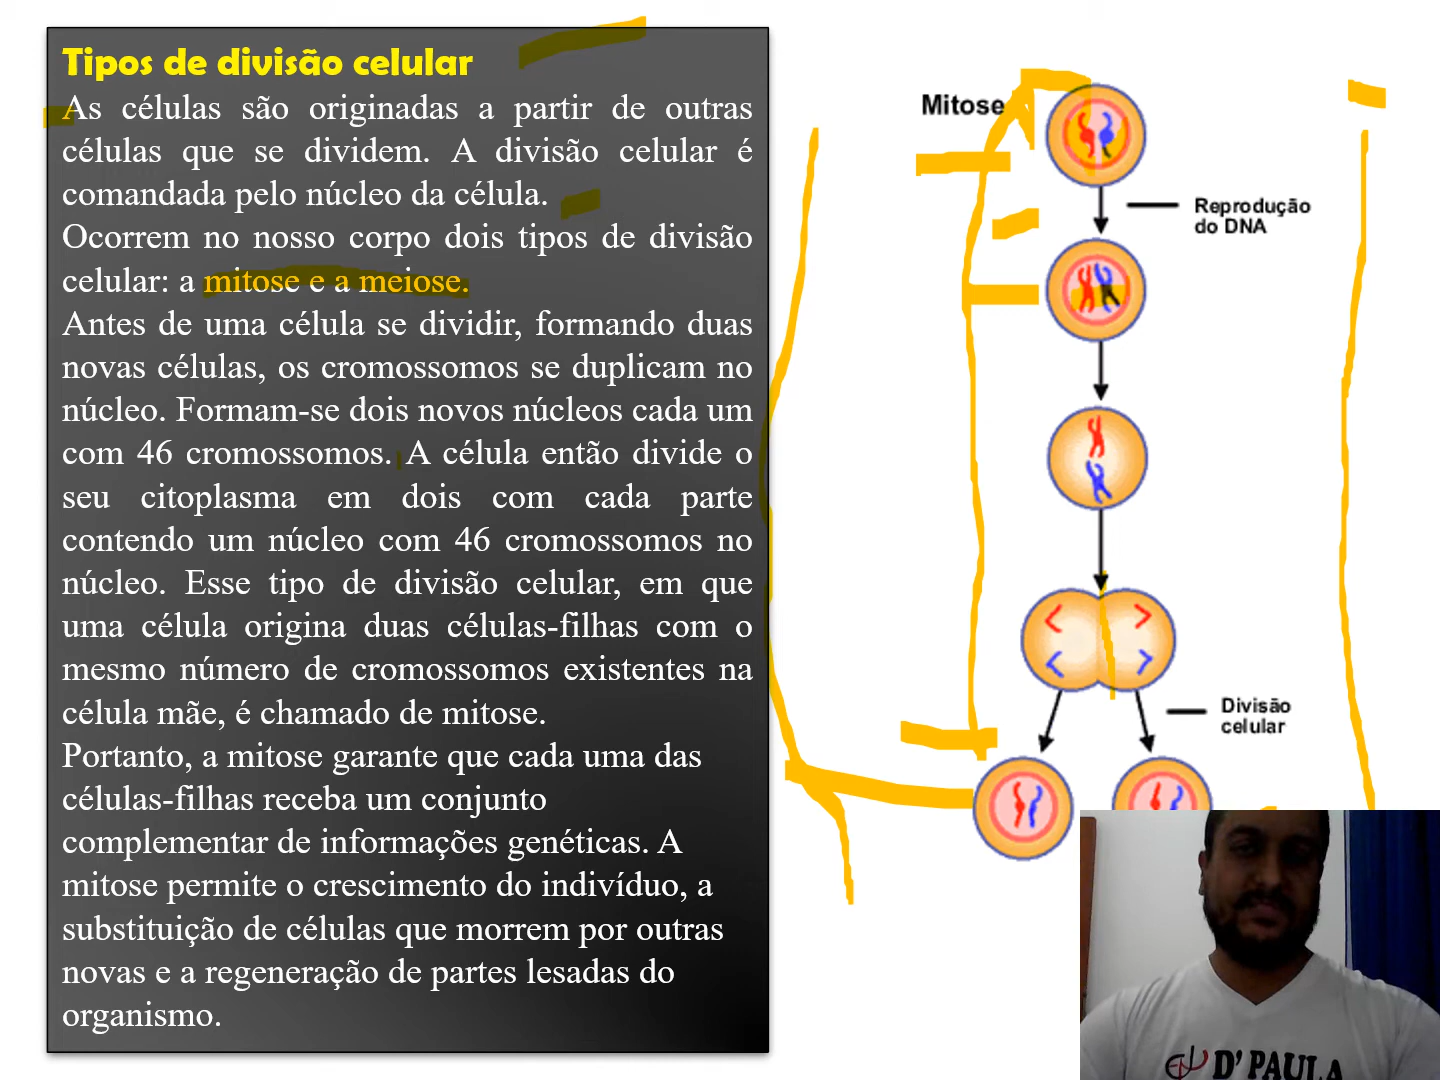 Tipos de divisão celular
As células são originadas a partir de outras
células que se dividem. A divisão celular é
comandada pelo núcleo da célula.
Ocorrem no nosso corpo dois tipos de divisão
celular: a mitose e a meiose.
Antes de uma célula se dividir, formando duas
novas células, os cromossomos se duplicam no
núcleo. Formam-se dois novos núcleos cada um
com 46 cromossomos. A célula então divide o
seu citoplasma em dois com cada parte
contendo um núcleo com 46 cromossomos no
núcleo. Esse tipo de divisão celular, em que
uma célula origina duas células-filhas com o
mesmo número de cromossomos existentes na
célula mãe, é chamado de mitose.
Portanto, a mitose garante que cada uma das
células-filhas receba um conjunto
complementar de informações genéticas. A
mitose permite o crescimento do indivíduo, a
substituição de células que morrem por outras
novas e a regeneração de partes lesadas do
organismo.
Mitose
Reprodução
do DNA
Divisão
celular
D' PAULA